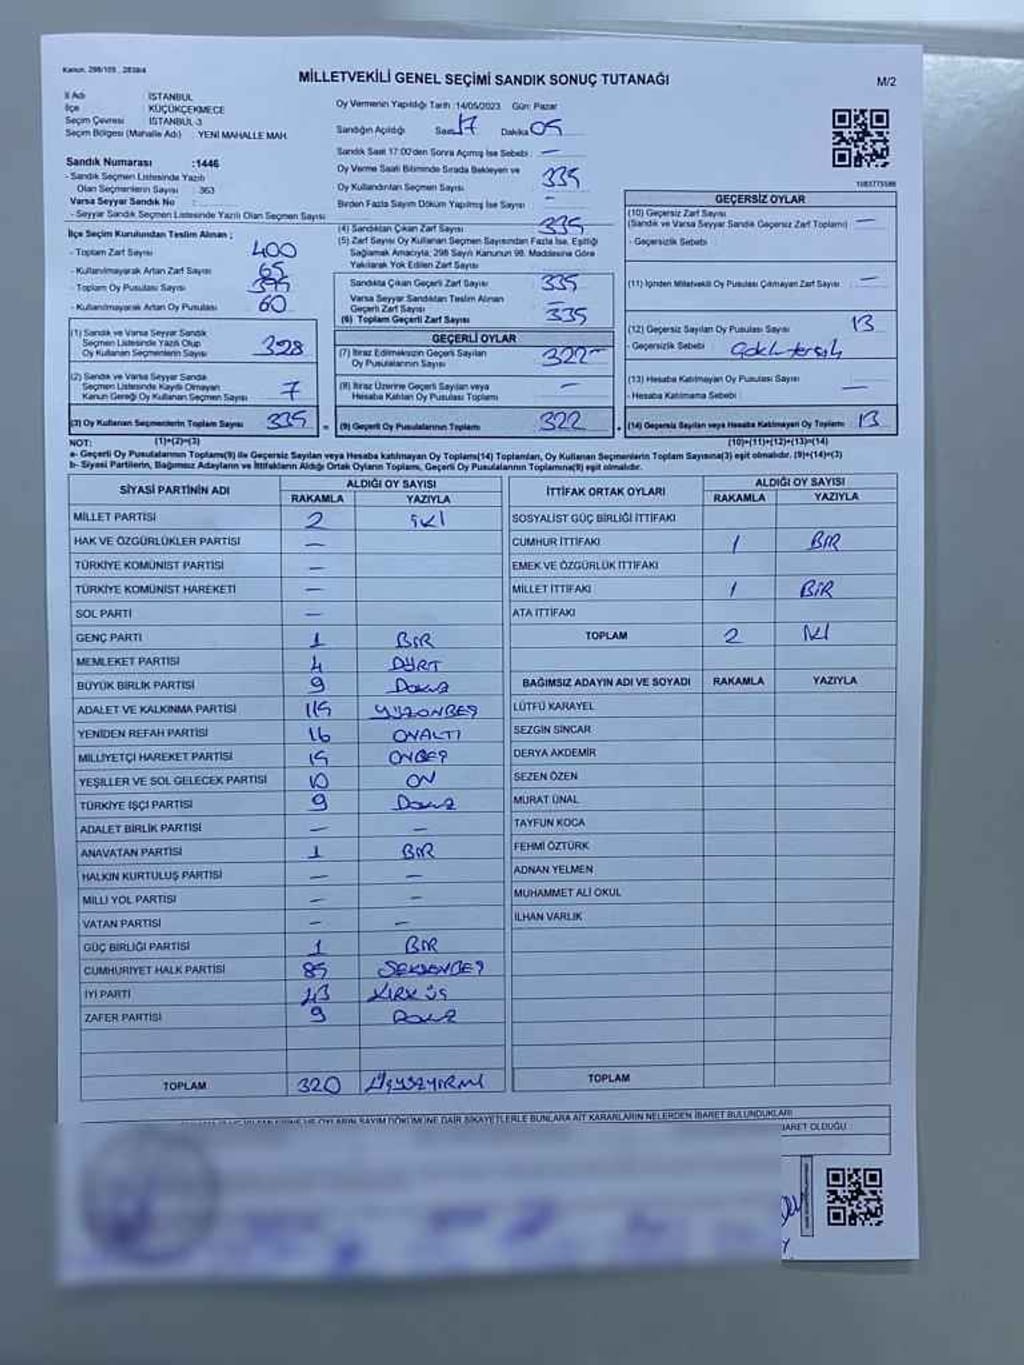 Kanun. 298/105 , 2839/4
MİLLETVEKİLİ GENEL SEÇİMİ SANDIK SONUÇ TUTANAĞI
M/2
İl Adı : İSTANBUL
İlçe : KÜÇÜKÇEKMECE
Seçim Çevresi : İSTANBUL-3
Seçim Bölgesi (Mahalle Adı) : YENİ MAHALLE MAH.
Oy Vermenin Yapıldığı Tarih :14/05/2023 Gün: Pazar
Sandığın Açıldığı Saat 17 Dakika 05
Sandık Saat 17:00'den Sonra Açılmış İse Sebebi : —
Oy Verme Saati Bitiminde Sırada Bekleyen ve
Oy Kullandırılan Seçmen Sayısı 335
Birden Fazla Sayım Döküm Yapılmış İse Sayısı : -
Sandık Numarası :1446
- Sandık Seçmen Listesinde Yazılı
Olan Seçmenlerin Sayısı : 363
Varsa Seyyar Sandık No :
- Seyyar Sandık Seçmen Listesinde Yazılı Olan Seçmen Sayısı
İlçe Seçim Kurulundan Teslim Alınan ;
- Toplam Zarf Sayısı 400
- Kullanılmayarak Artan Zarf Sayısı 65
- Toplam Oy Pusulası Sayısı
- Kullanılmayarak Artan Oy Pusulası 60
(4) Sandıktan Çıkan Zarf Sayısı 335
(5) Zarf Sayısı Oy Kullanan Seçmen Sayısından Fazla İse, Eşitliği
Sağlamak Amacıyla; 298 Sayılı Kanunun 98. Maddesine Göre
Yakılarak Yok Edilen Zarf Sayısı
Sandıkta Çıkan Geçerli Zarf Sayısı 335
Varsa Seyyar Sandıktan Teslim Alınan
Geçerli Zarf Sayısı —
(6) Toplam Geçerli Zarf Sayısı 335
(1) Sandık ve Varsa Seyyar Sandık
Seçmen Listesinde Yazılı Olup
Oy Kullanan Seçmenlerin Sayısı 328
(2) Sandık ve Varsa Seyyar Sandık
Seçmen Listesinde Kayıtlı Olmayan
Kanun Gereği Oy Kullanan Seçmen Sayısı 7
(3) Oy Kullanan Seçmenlerin Toplam Sayısı 335
GEÇERLİ OYLAR
(7) İtiraz Edilmeksizin Geçerli Sayılan
Oy Pusulalarının Sayısı 322
(8) İtiraz Üzerine Geçerli Sayılan veya
Hesaba Katılan Oy Pusulası Toplamı —
(9) Geçerli Oy Pusulalarının Toplamı 322
GEÇERSİZ OYLAR
(10) Geçersiz Zarf Sayısı
(Sandık ve Varsa Seyyar Sandık Geçersiz Zarf Toplamı) —
- Geçersizlik Sebebi :
(11) İçinden Milletvekili Oy Pusulası Çıkmayan Zarf Sayısı —
(12) Geçersiz Sayılan Oy Pusulası Sayısı 13
- Geçersizlik Sebebi :
(13) Hesaba Katılmayan Oy Pusulası Sayısı
- Hesaba Katılmama Sebebi : —
(14) Geçersiz Sayılan veya Hesaba Katılmayan Oy Toplamı 13
NOT: (1)+(2)=(3) (10)+(11)+(12)+(13)=(14)
a- Geçerli Oy Pusulalarının Toplamı(9) ile Geçersiz Sayılan veya Hesaba katılmayan Oy Toplamı(14) Toplamları, Oy Kullanan Seçmenlerin Toplam Sayısına(3) eşit olmalıdır. (9)+(14)=(3)
b- Siyasi Partilerin, Bağımsız Adayların ve İttifakların Aldığı Ortak Oyların Toplamı, Geçerli Oy Pusulalarının Toplamına(9) eşit olmalıdır.
SİYASİ PARTİNİN ADI ALDIĞI OY SAYISI
RAKAMLA YAZIYLA
MİLLET PARTİSİ 2 İKİ
HAK VE ÖZGÜRLÜKLER PARTİSİ —
TÜRKİYE KOMÜNİST PARTİSİ —
TÜRKİYE KOMÜNİST HAREKETİ —
SOL PARTİ —
GENÇ PARTİ 1 BİR
MEMLEKET PARTİSİ 4 DÖRT
BÜYÜK BİRLİK PARTİSİ 9 Dokuz
ADALET VE KALKINMA PARTİSİ 115 YÜZONBEŞ
YENİDEN REFAH PARTİSİ 16 ONALTI
MİLLİYETÇİ HAREKET PARTİSİ 15 ONBEŞ
YEŞİLLER VE SOL GELECEK PARTİSİ 10 ON
TÜRKİYE İŞÇİ PARTİSİ 9 Dokuz
ADALET BİRLİK PARTİSİ — —
ANAVATAN PARTİSİ 1 BİR
HALKIN KURTULUŞ PARTİSİ — —
MİLLİ YOL PARTİSİ — —
VATAN PARTİSİ — —
GÜÇ BİRLİĞİ PARTİSİ 1 BİR
CUMHURİYET HALK PARTİSİ 85 SEKSENBEŞ
İYİ PARTİ 43 KIRKÜÇ
ZAFER PARTİSİ 9 Dokuz
TOPLAM 320 ÜÇYÜZYİRMİ
İTTİFAK ORTAK OYLARI ALDIĞI OY SAYISI
RAKAMLA YAZIYLA
SOSYALİST GÜÇ BİRLİĞİ İTTİFAKI
CUMHUR İTTİFAKI 1 BİR
EMEK VE ÖZGÜRLÜK İTTİFAKI
MİLLET İTTİFAKI 1 BİR
ATA İTTİFAKI
TOPLAM 2 İKİ
BAĞIMSIZ ADAYIN ADI VE SOYADI RAKAMLA YAZIYLA
LÜTFÜ KARAYEL
SEZGİN SİNCAR
DERYA AKDEMİR
SEZEN ÖZEN
MURAT ÜNAL
TAYFUN KOCA
FEHMİ ÖZTÜRK
ADNAN YELMEN
MUHAMMET ALİ OKUL
İLHAN VARLIK
TOPLAM
OYLARIN SAYIM DÖKÜMÜNE DAİR ŞİKAYETLERLE BUNLARA AİT KARARLARIN NELERDEN İBARET BULUNDUKLARI
İBARET OLDUĞU :